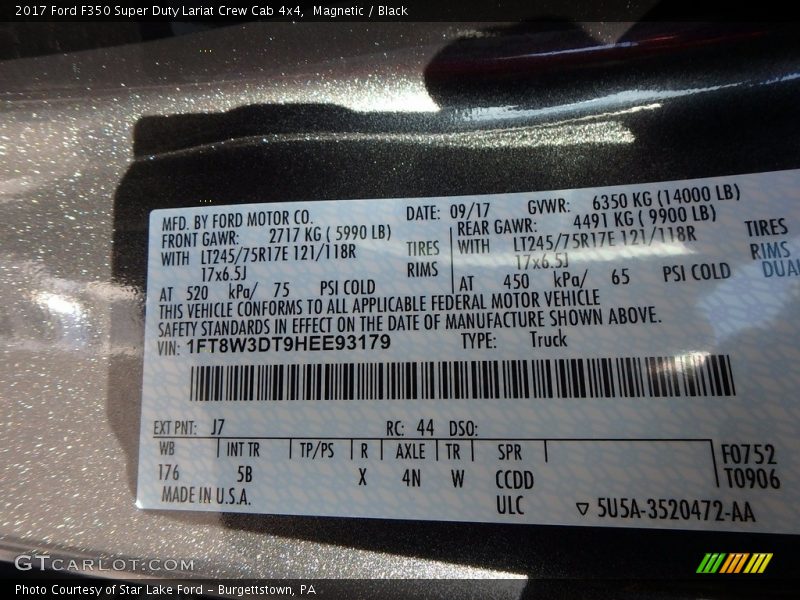 2017 Ford F350 Super Duty Lariat Crew Cab 4x4, Magnetic / Black
MFD. BY FORD MOTOR CO. DATE: 09/17 GVWR: 6350 KG (14000 LB)
FRONT GAWR: 2717 KG ( 5990 LB) REAR GAWR: 4491 KG ( 9900 LB)
WITH LT245/75R17E 121/118R TIRES WITH LT245/75R17E 121/118R TIRES
17x6.5J RIMS 17x6.5J RIMS
DUAL
AT 520 kPa/ 75 PSI COLD AT 450 kPa/ 65 PSI COLD
THIS VEHICLE CONFORMS TO ALL APPLICABLE FEDERAL MOTOR VEHICLE
SAFETY STANDARDS IN EFFECT ON THE DATE OF MANUFACTURE SHOWN ABOVE.
VIN: 1FT8W3DT9HEE93179 TYPE: Truck
EXT PNT: J7 RC: 44 DSO:
WB INT TR TP/PS R AXLE TR SPR F0752
176 5B X 4N W CCDD T0906
MADE IN U.S.A. ULC ▽ 5U5A-3520472-AA
GTCARLOT.COM
Photo Courtesy of Star Lake Ford - Burgettstown, PA